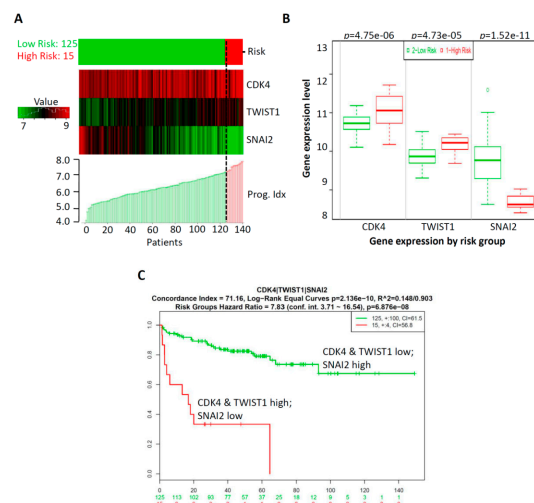 A
Low Risk: 125
High Risk: 15
Risk
CDK4
TWIST1
SNAI2
Value
7 9
8.0
7.0
6.0
5.0
4.0
Prog. Idx
0 20 40 60 80 100 120 140
Patients
B
p=4.75e-06 p=4.73e-05 p=1.52e-11
2-Low Risk 1-High Risk
13
12
11
10
9
8
Gene expression level
CDK4 TWIST1 SNAI2
Gene expression by risk group
C
CDK4|TWIST1|SNAI2
Concordance Index = 71.16, Log-Rank Equal Curves p=2.136e-10, R^2=0.148/0.903
Risk Groups Hazard Ratio = 7.83 (conf. int. 3.71 ~ 16.54), p=6.876e-08
125, +:100, CI=61.5
15, +:4, CI=56.8
CDK4 & TWIST1 low;
SNAI2 high
CDK4 & TWIST1 high;
SNAI2 low
1.0
0.8
0.6
0.4
0.2
0.0
0 20 40 60 80 100 120 140
125 113 102 93 77 57 37 25 18 12 9 5 3 1 1